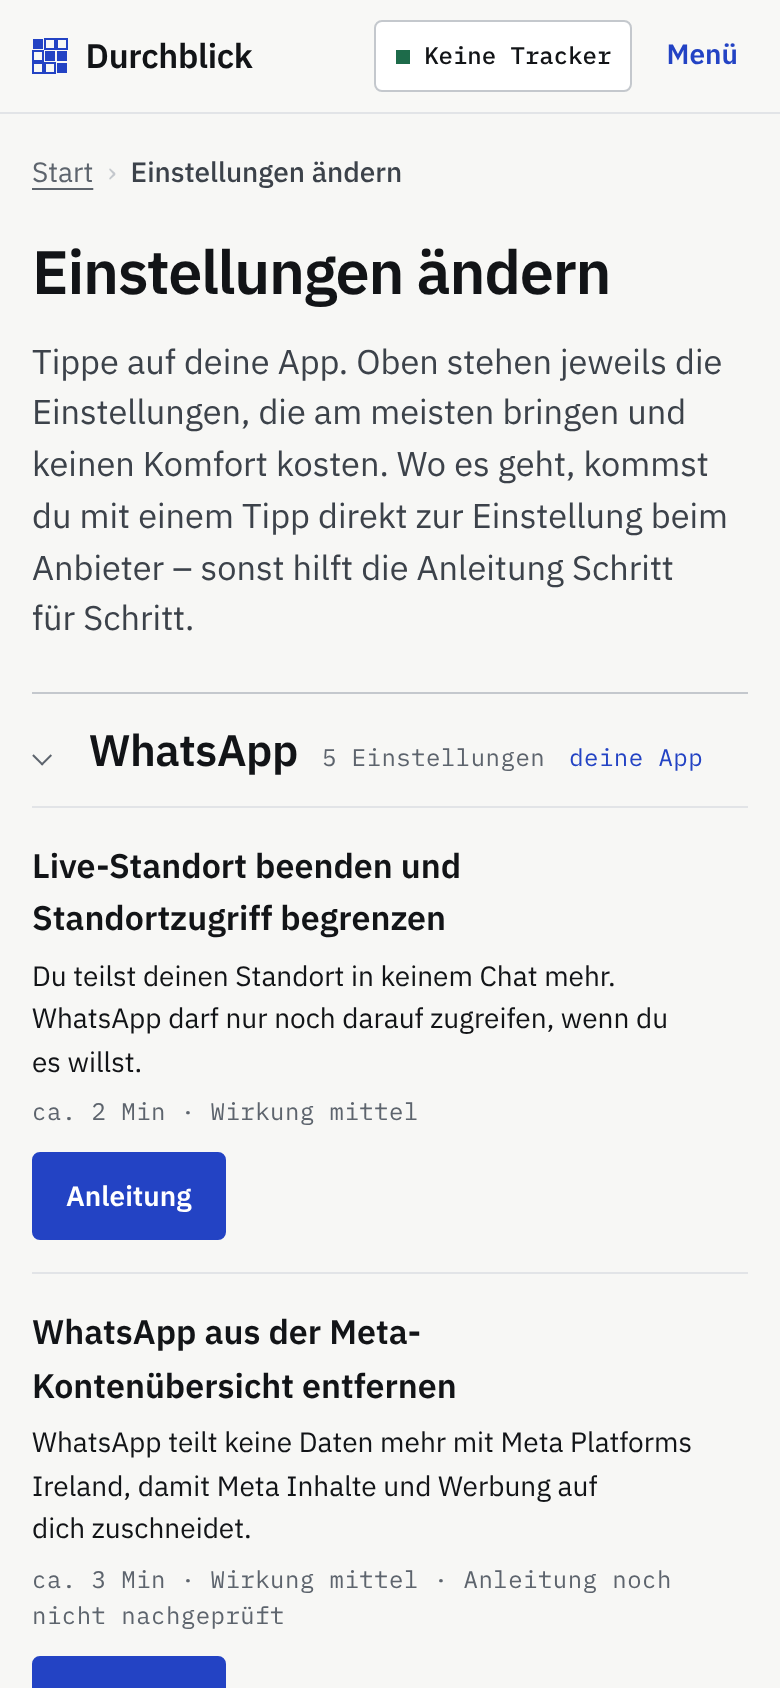 Durchblick
Keine Tracker
Menü
Start › Einstellungen ändern
Einstellungen ändern
Tippe auf deine App. Oben stehen jeweils die
Einstellungen, die am meisten bringen und
keinen Komfort kosten. Wo es geht, kommst
du mit einem Tipp direkt zur Einstellung beim
Anbieter – sonst hilft die Anleitung Schritt
für Schritt.
WhatsApp 5 Einstellungen deine App
Live-Standort beenden und
Standortzugriff begrenzen
Du teilst deinen Standort in keinem Chat mehr.
WhatsApp darf nur noch darauf zugreifen, wenn du
es willst.
ca. 2 Min · Wirkung mittel
Anleitung
WhatsApp aus der Meta-
Kontenübersicht entfernen
WhatsApp teilt keine Daten mehr mit Meta Platforms
Ireland, damit Meta Inhalte und Werbung auf
dich zuschneidet.
ca. 3 Min · Wirkung mittel · Anleitung noch
nicht nachgeprüft